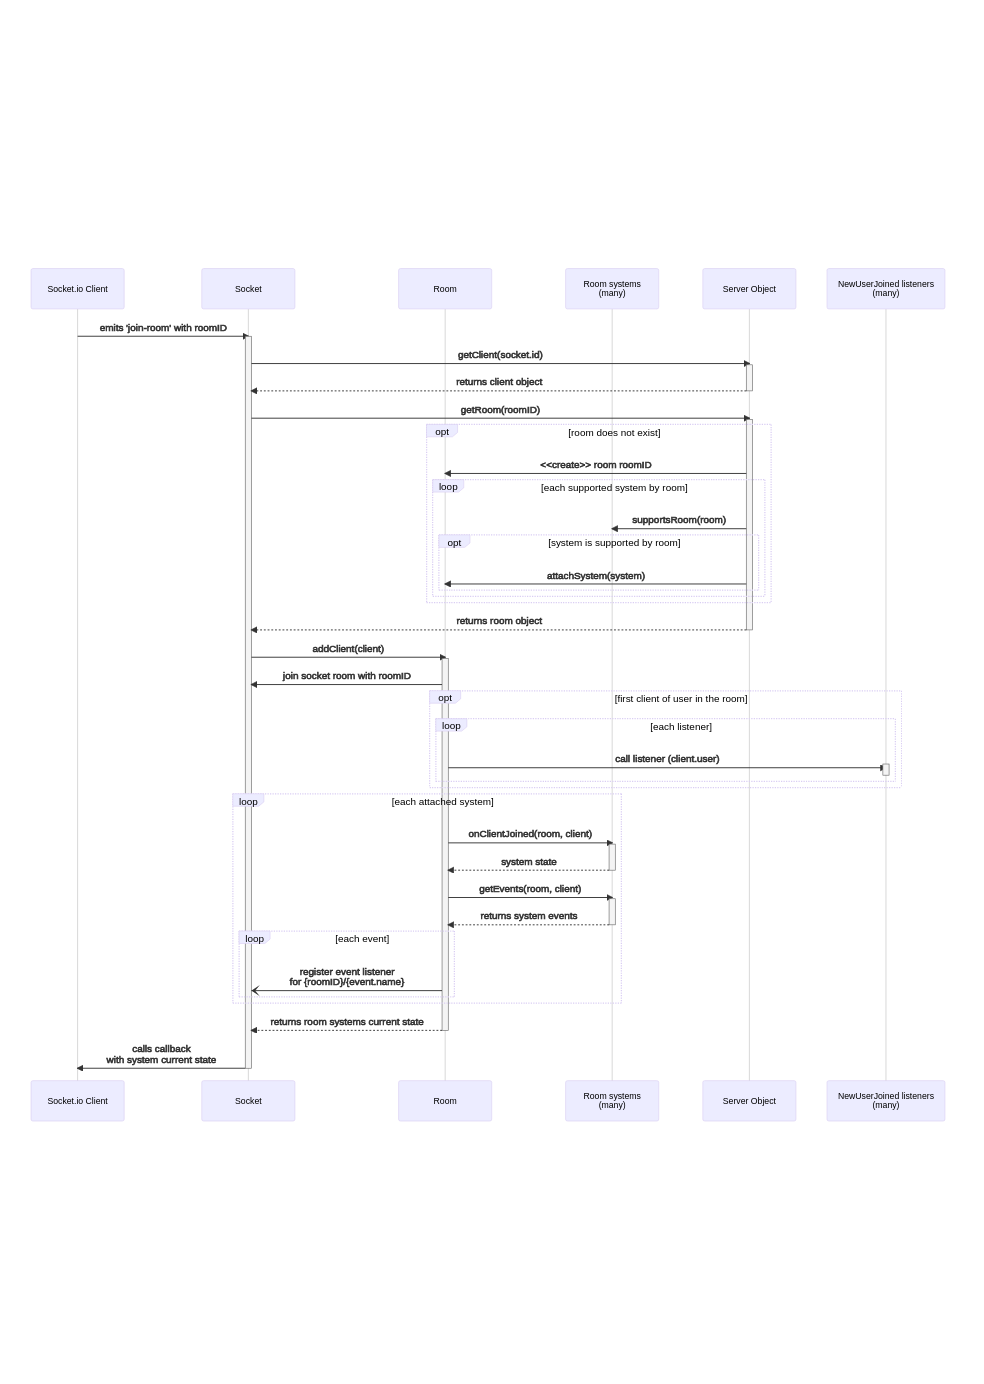 Socket.io Client
Socket
Room
Room systems
(many)
Server Object
NewUserJoined listeners
(many)
emits 'join-room' with roomID
getClient(socket.id)
returns client object
getRoom(roomID)
opt
[room does not exist]
<<create>> room roomID
loop
[each supported system by room]
supportsRoom(room)
opt
[system is supported by room]
attachSystem(system)
returns room object
addClient(client)
join socket room with roomID
opt
[first client of user in the room]
loop
[each listener]
call listener (client.user)
loop
[each attached system]
onClientJoined(room, client)
system state
getEvents(room, client)
returns system events
loop
[each event]
register event listener
for {roomID}/{event.name}
returns room systems current state
calls callback
with system current state
Socket.io Client
Socket
Room
Room systems
(many)
Server Object
NewUserJoined listeners
(many)